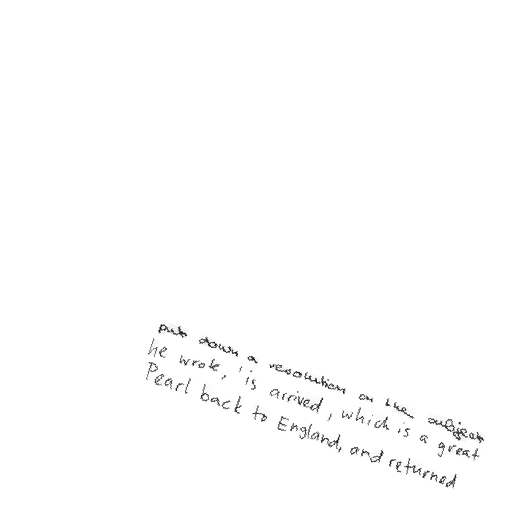 put down a resolution on the subject
he wrote, 'is arrived, which is a great
Pearl back to England, and returned